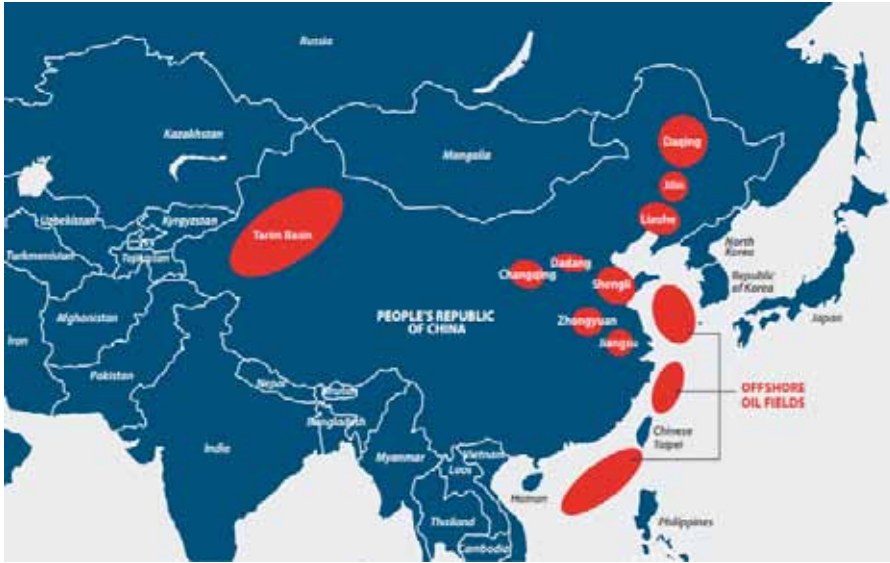 Russia
Kazakhstan
Mongolia
Daqing
Jilin
Liaohe
Uzbekistan
Kyrgyzstan
Tarim Basin
Turkmenistan
Tajikistan
North
Korea
Dadang
Changqing
Shengli
Republic
of Korea
Afghanistan
PEOPLE'S REPUBLIC
OF CHINA
Zhongyuan
Japan
Iran
Jiangsu
Pakistan
Nepal
Bhutan
OFFSHORE
OIL FIELDS
Bangladesh
India
Myanmar
Vietnam
Laos
Chinese
Taipei
Hainan
Thailand
Philippines
Cambodia